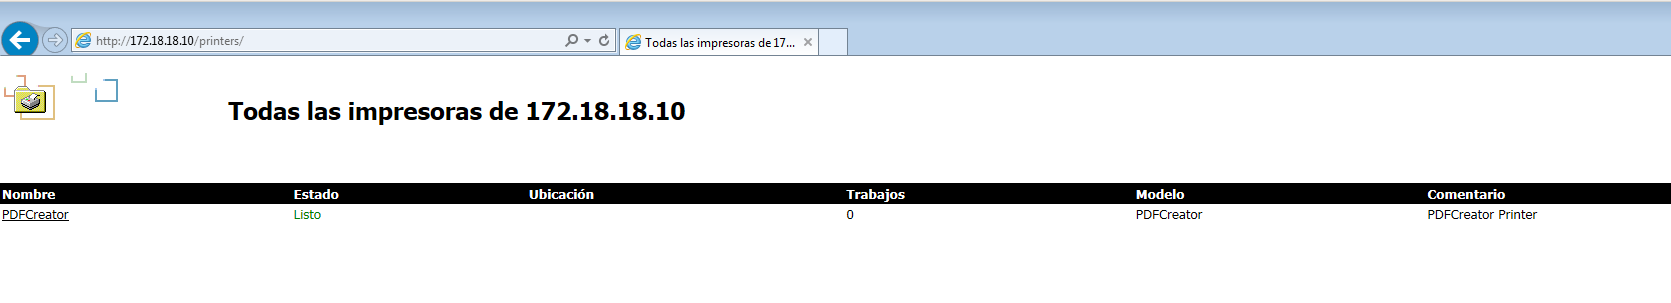 http://172.18.18.10/printers/
Todas las impresoras de 17...
Todas las impresoras de 172.18.18.10
Nombre Estado Ubicación Trabajos Modelo Comentario
PDFCreator Listo 0 PDFCreator PDFCreator Printer